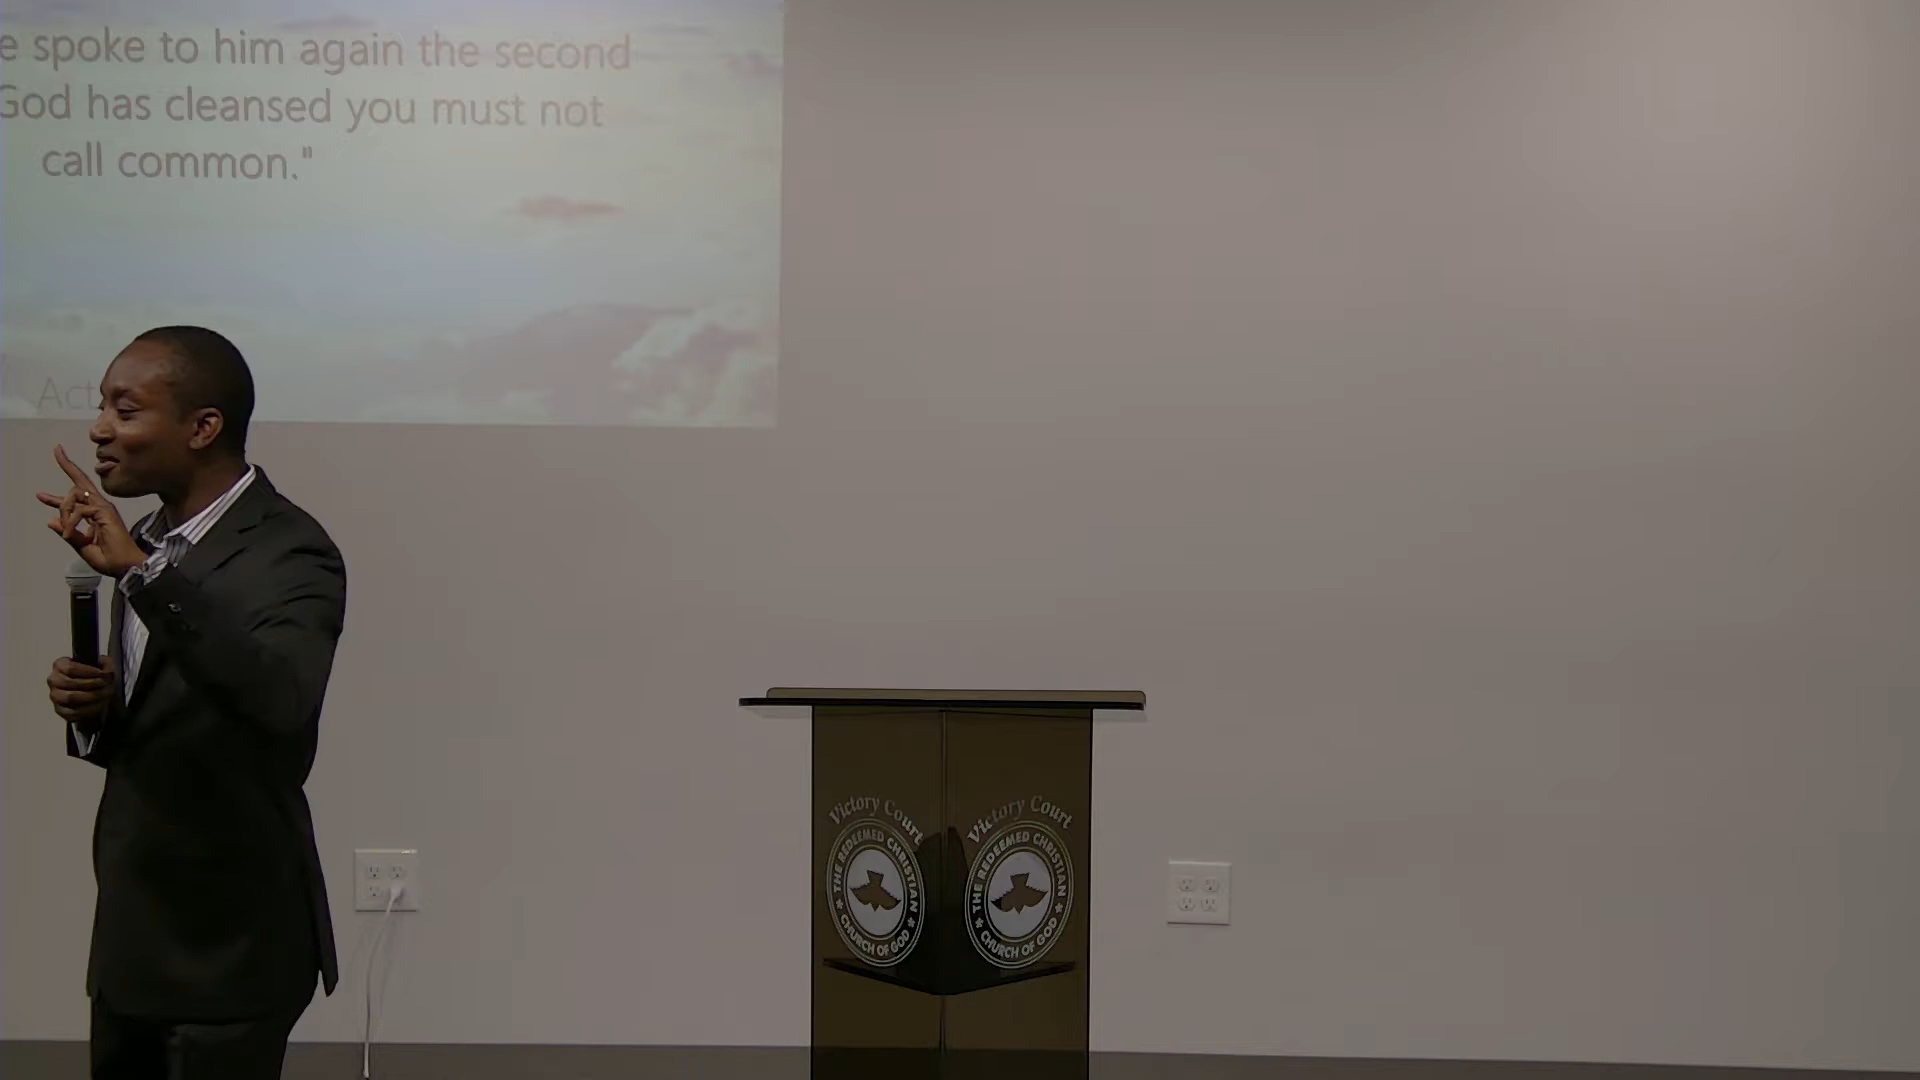 e spoke to him again the second
God has cleansed you must not
call common."
Act
Victory Court
THE REDEEMED CHRISTIAN
CHURCH OF GOD
Victory Court
THE REDEEMED CHRISTIAN
CHURCH OF GOD